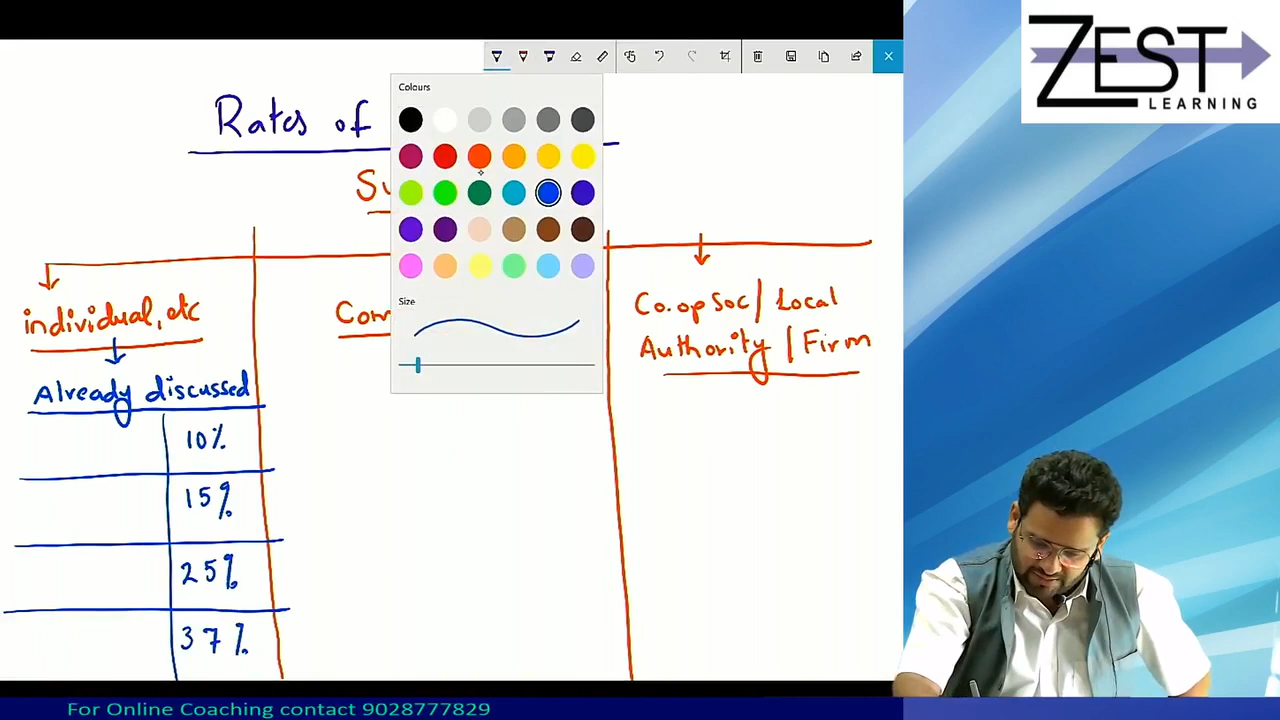 ZEST
LEARNING
Colours
Rates of
individual, etc
Co.op Soc / Local
Authority / Firm
Size
Already discussed
10%
15%
25%
37%
For Online Coaching contact 9028777829